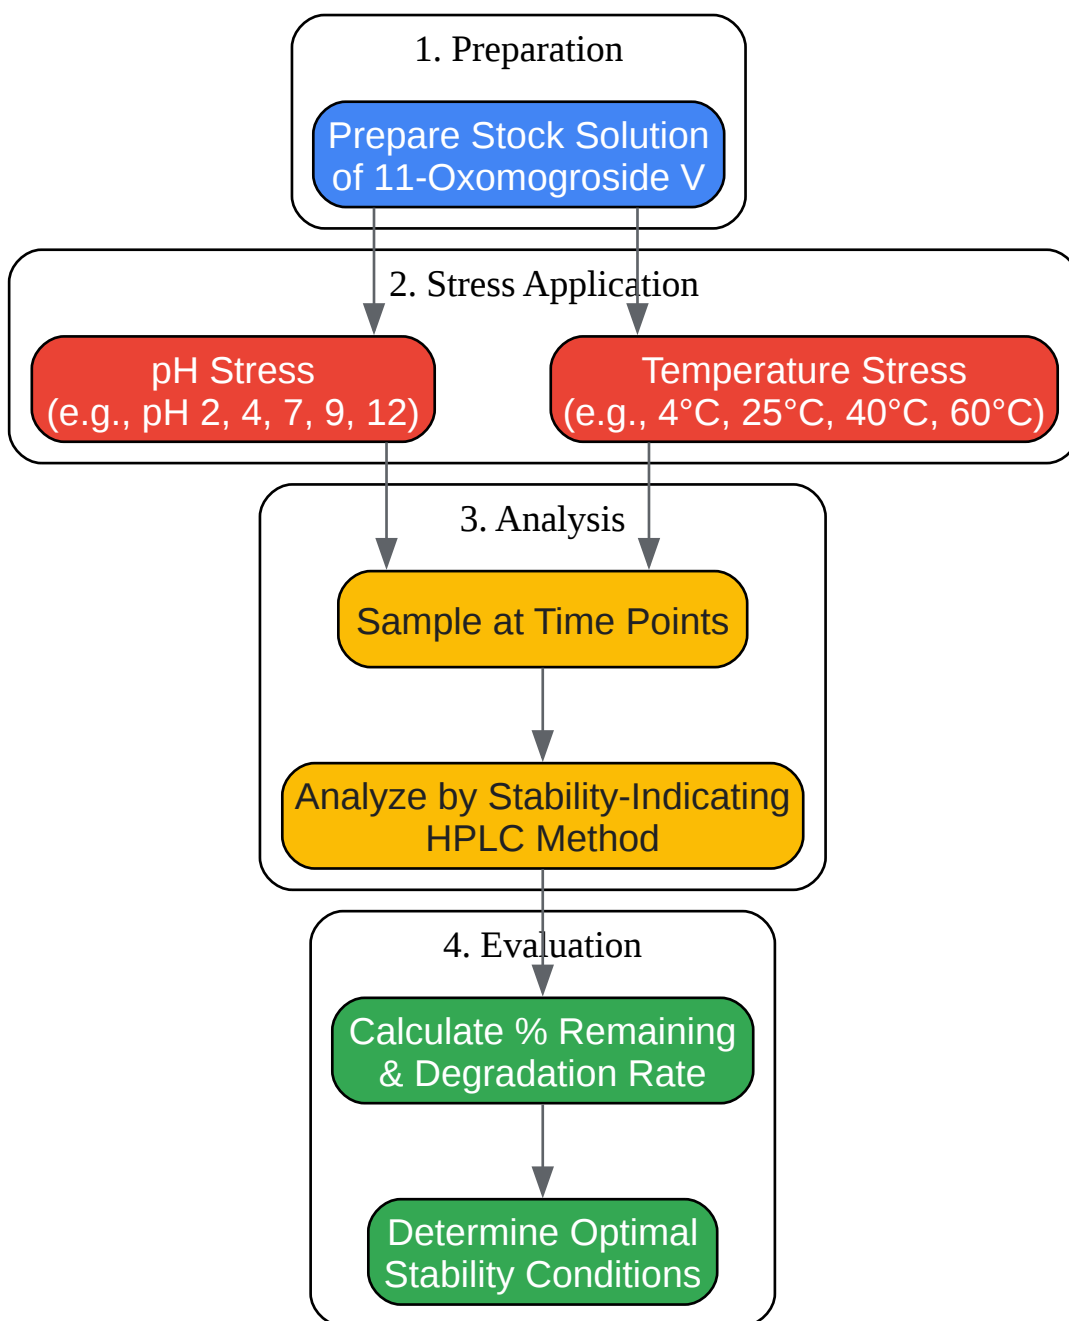 1. Preparation
Prepare Stock Solution
of 11-Oxomogroside V
2. Stress Application
pH Stress
(e.g., pH 2, 4, 7, 9, 12)
Temperature Stress
(e.g., 4°C, 25°C, 40°C, 60°C)
3. Analysis
Sample at Time Points
Analyze by Stability-Indicating
HPLC Method
4. Evaluation
Calculate % Remaining
& Degradation Rate
Determine Optimal
Stability Conditions